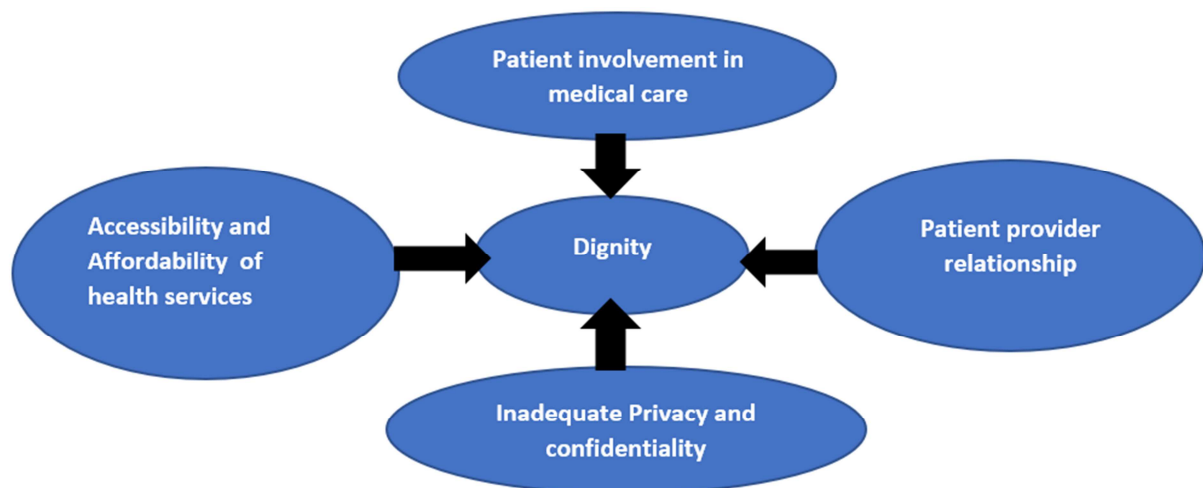 Patient involvement in
medical care
Accessibility and
Affordability of
health services
Dignity
Patient provider
relationship
Inadequate Privacy and
confidentiality